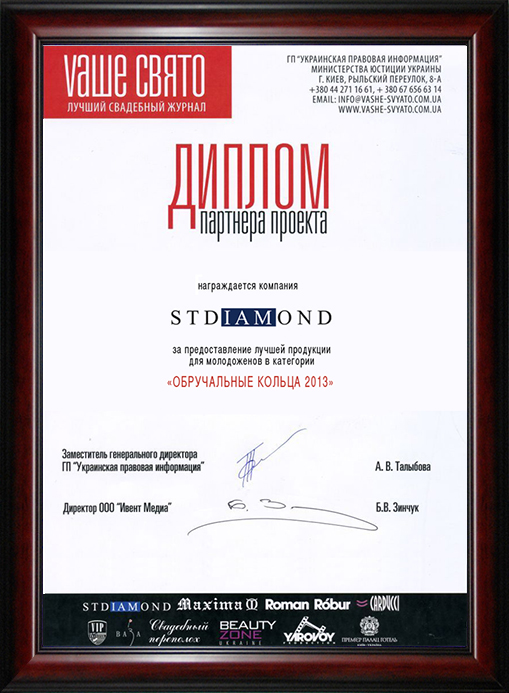 Vаше СВЯТО
ЛУЧШИЙ СВАДЕБНЫЙ ЖУРНАЛ
ГП "УКРАИНСКАЯ ПРАВОВАЯ ИНФОРМАЦИЯ"
МИНИСТЕРСТВА ЮСТИЦИИ УКРАИНЫ
Г. КИЕВ, РЫЛЬСКИЙ ПЕРЕУЛОК, 8-А
+380 44 271 16 61, + 380 67 656 63 14
EMAIL: INFO@VASHE-SVYATO.COM.UA
WWW.VASHE-SVYATO.COM.UA
ДИПЛОМ
партнера проекта
награждается компания
STDIAMOND
за предоставление лучшей продукции
для молодоженов в категории
«ОБРУЧАЛЬНЫЕ КОЛЬЦА 2013»
Заместитель генерального директора
ГП "Украинская правовая информация"
А. В. Талыбова
Директор ООО "Ивент Медиа"
Б.В. Зинчук
STDIAMOND Maxima Roman Róbur CARDUCCI
VIP BASA Свадебный переполох BEAUTY ZONE UKRAINE YAROVOY PRODUCTION ПРЕМ'ЄР ПАЛАЦ ГОТЕЛЬ